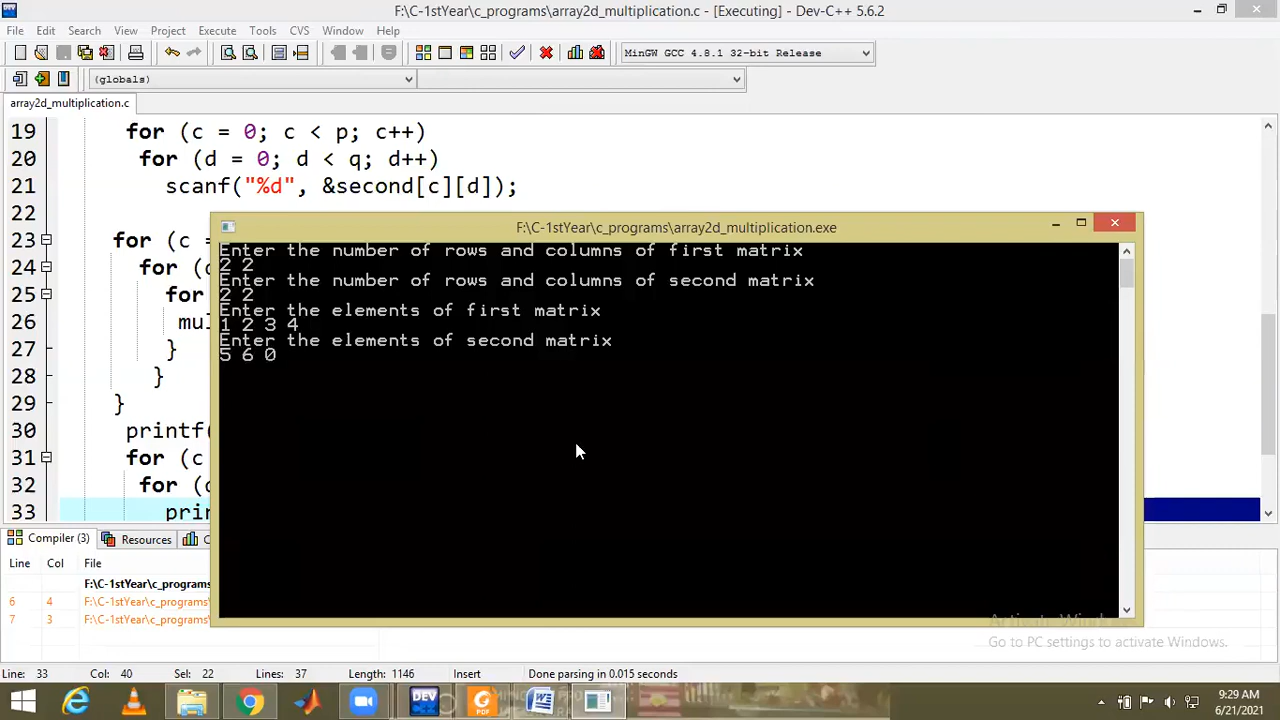 F:\C-1stYear\c_programs\array2d_multiplication.c - [Executing] - Dev-C++ 5.6.2
File Edit Search View Project Execute Tools CVS Window Help
MinGW GCC 4.8.1 32-bit Release
(globals)
array2d_multiplication.c
19 for (c = 0; c < p; c++)
20 for (d = 0; d < q; d++)
21 scanf("%d", &second[c][d]);
22
23 for (c =
24 for (
25 for
26 mul
27 }
28 }
29 }
30 printf(
31 for (c
32 for (
33 prin
F:\C-1stYear\c_programs\array2d_multiplication.exe
Enter the number of rows and columns of first matrix
2 2
Enter the number of rows and columns of second matrix
2 2
Enter the elements of first matrix
1 2 3 4
Enter the elements of second matrix
5 6 0
Compiler (3) Resources
Line Col File
F:\C-1stYear\c_programs
6 4 F:\C-1stYear\c_programs
7 3 F:\C-1stYear\c_programs
Activate Windows
Go to PC settings to activate Windows.
Line: 33 Col: 40 Sel: 22 Lines: 37 Length: 1146 Insert Done parsing in 0.015 seconds
DEV
PDF
9:29 AM
6/21/2021